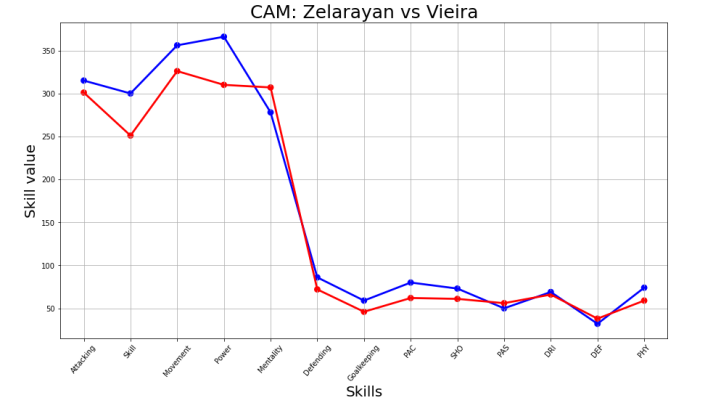 CAM: Zelarayan vs Vieira
Skill value
350
300
250
200
150
100
50
Attacking
Skill
Movement
Power
Mentality
Defending
Goalkeeping
PAC
SHO
PAS
DRI
DEF
PHY
Skills